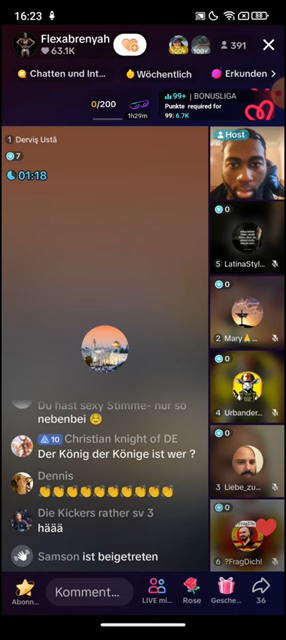 16:23
58
Flexabrenyah
63.1K
100+
391
Chatten und Int...
Wöchentlich
Erkunden
0/200
1h29m
99+ | BONUSLIGA
Punkte required for
99: 6.7K
1 Derviş Ustâ
7
01:18
Host
0
5 LatinaStyl...
0
2 Mary
0
4 Urbander...
0
3 Liebe_zu...
0
6 ?FragDich!
Du hast sexy Stimme- nur so
nebenbei
10 Christian knight of DE
Der König der Könige ist wer ?
Dennis
Die Kickers rather sv 3
häää
Samson ist beigetreten
Abonn...
Komment...
LIVE mi...
Rose
Gesche...
36